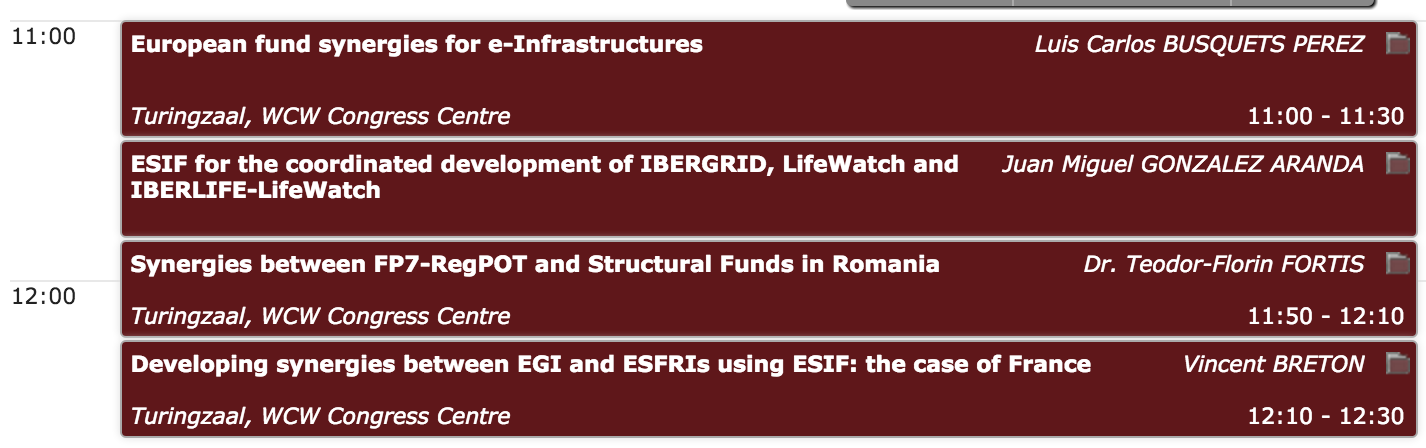 11:00
European fund synergies for e-Infrastructures
Luis Carlos BUSQUETS PEREZ
Turingzaal, WCW Congress Centre
11:00 - 11:30
ESIF for the coordinated development of IBERGRID, LifeWatch and
IBERLIFE-LifeWatch
Juan Miguel GONZALEZ ARANDA
Synergies between FP7-RegPOT and Structural Funds in Romania
Dr. Teodor-Florin FORTIS
12:00
Turingzaal, WCW Congress Centre
11:50 - 12:10
Developing synergies between EGI and ESFRIs using ESIF: the case of France
Vincent BRETON
Turingzaal, WCW Congress Centre
12:10 - 12:30